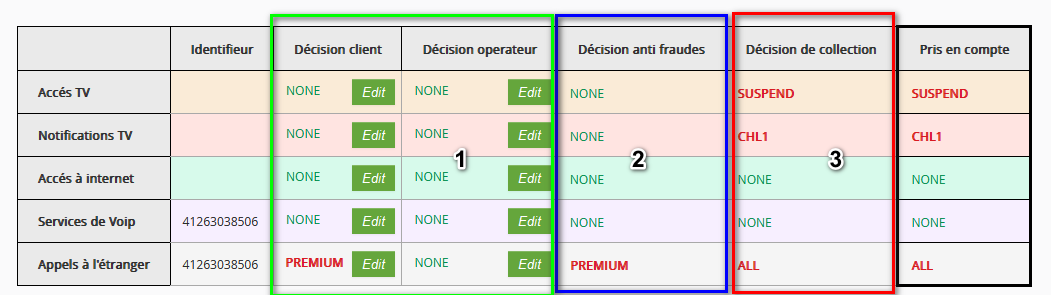 Identifieur Décision client Décision operateur Décision anti fraudes Décision de collection Pris en compte
Accés TV NONE Edit NONE Edit NONE SUSPEND SUSPEND
Notifications TV NONE Edit NONE Edit NONE CHL1 CHL1
Accés à internet NONE Edit NONE Edit NONE NONE NONE
1 2 3
Services de Voip 41263038506 NONE Edit NONE Edit NONE NONE NONE
Appels à l'étranger 41263038506 PREMIUM Edit NONE Edit PREMIUM ALL ALL